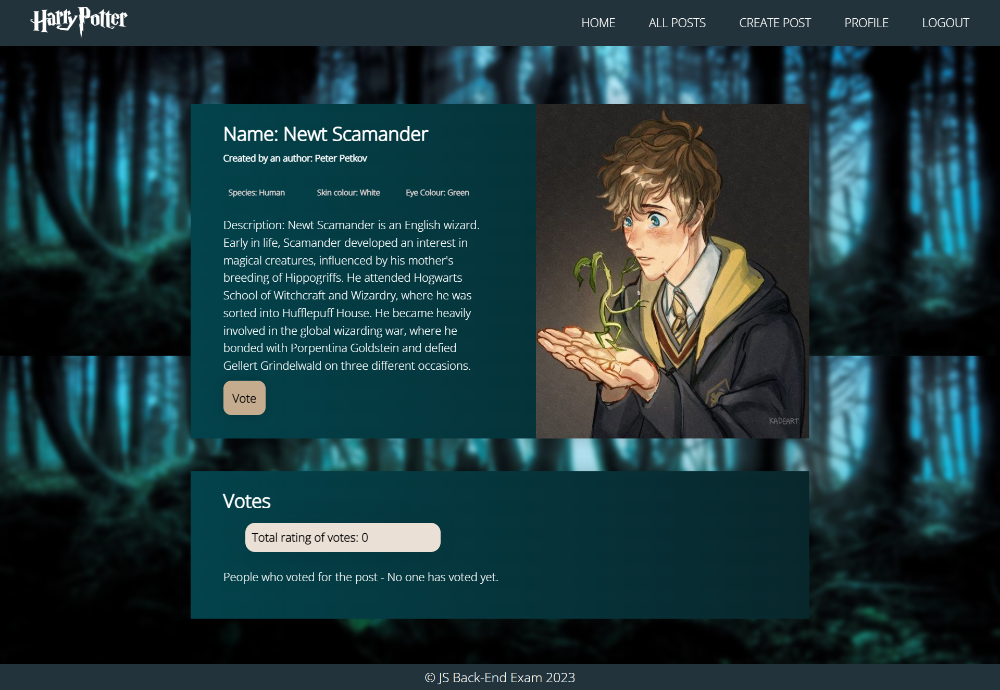 Harry Potter
HOME
ALL POSTS
CREATE POST
PROFILE
LOGOUT
Name: Newt Scamander
Created by an author: Peter Petkov
Species: Human
Skin colour: White
Eye Colour: Green
Description: Newt Scamander is an English wizard.
Early in life, Scamander developed an interest in
magical creatures, influenced by his mother's
breeding of Hippogriffs. He attended Hogwarts
School of Witchcraft and Wizardry, where he was
sorted into Hufflepuff House. He became heavily
involved in the global wizarding war, where he
bonded with Porpentina Goldstein and defied
Gellert Grindelwald on three different occasions.
Vote
KADEART
Votes
Total rating of votes: 0
People who voted for the post - No one has voted yet.
© JS Back-End Exam 2023